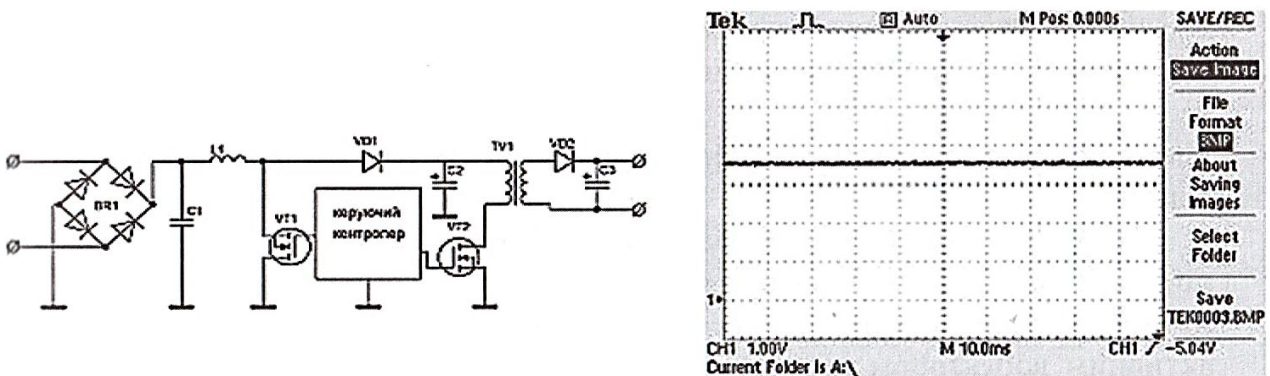 L1
VD1
TV1
VD2
C2
C3
BR1
C1
VT1
керуючий
контролер
VT2
Tek
Auto
M Pos: 0.000s
SAVE/REC
Action
Save Image
File
Format
BMP
About
Saving
Images
Select
Folder
Save
TEK0003.BMP
1
CH1 1.00V
M 10.0ms
CH1
-5.04V
Current Folder is A:\